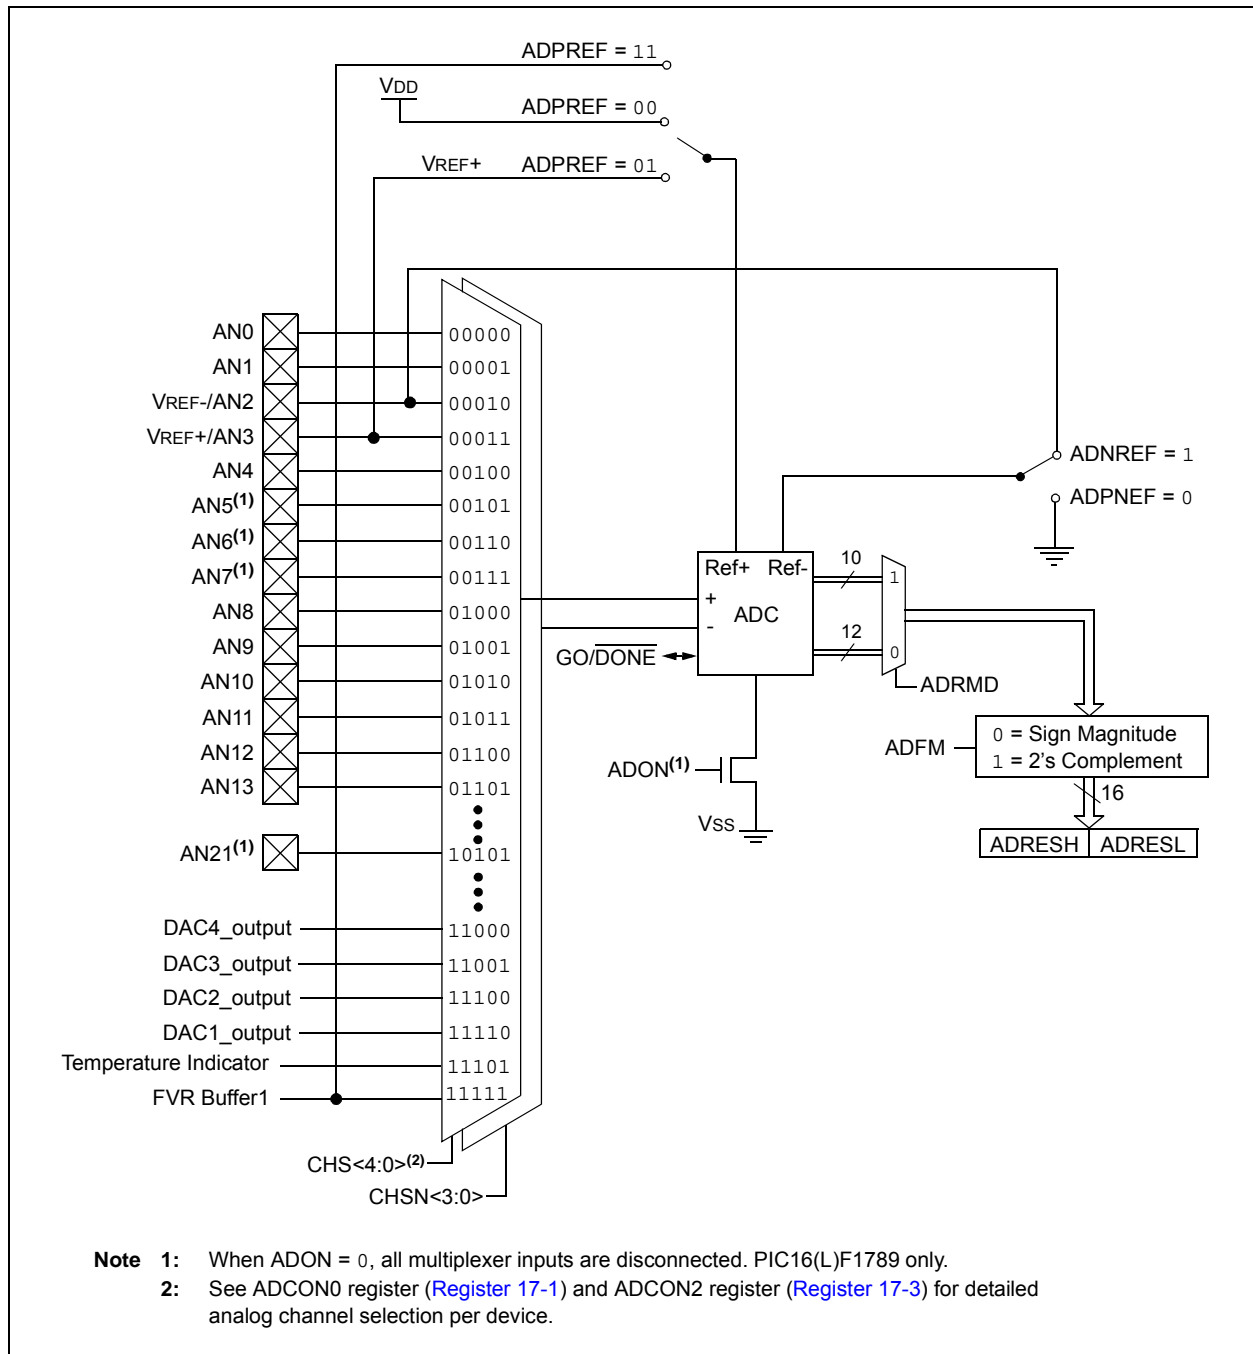 ADPREF = 11
VDD
ADPREF = 00
VREF+ ADPREF = 01
AN0 00000
AN1 00001
VREF-/AN2 00010
VREF+/AN3 00011
AN4 00100
AN5(1) 00101
AN6(1) 00110
AN7(1) 00111
AN8 01000
AN9 01001
AN10 01010
AN11 01011
AN12 01100
AN13 01101
AN21(1) 10101
DAC4_output 11000
DAC3_output 11001
DAC2_output 11100
DAC1_output 11110
Temperature Indicator 11101
FVR Buffer1 11111
CHS<4:0>(2)
CHSN<3:0>
ADNREF = 1
ADPNEF = 0
Ref+ Ref-
+
ADC
-
GO/DONE
10
1
12
0
ADRMD
ADON(1)
VSS
ADFM
0 = Sign Magnitude
1 = 2's Complement
16
ADRESH ADRESL
Note 1: When ADON = 0, all multiplexer inputs are disconnected. PIC16(L)F1789 only.
2: See ADCON0 register (Register 17-1) and ADCON2 register (Register 17-3) for detailed
analog channel selection per device.